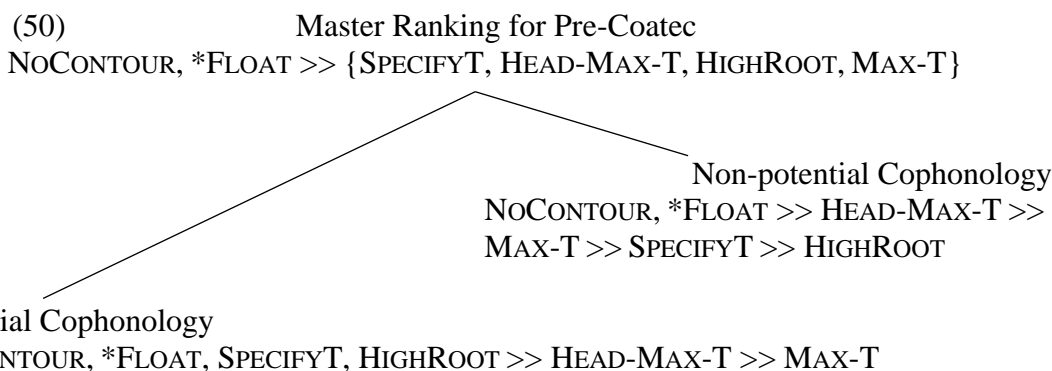 (50) Master Ranking for Pre-Coatec
NOCONTOUR, *FLOAT >> {SPECIFYT, HEAD-MAX-T, HIGHROOT, MAX-T}
Non-potential Cophonology
NOCONTOUR, *FLOAT >> HEAD-MAX-T >>
MAX-T >> SPECIFYT >> HIGHROOT
ial Cophonology
NTOUR, *FLOAT, SPECIFYT, HIGHROOT >> HEAD-MAX-T >> MAX-T